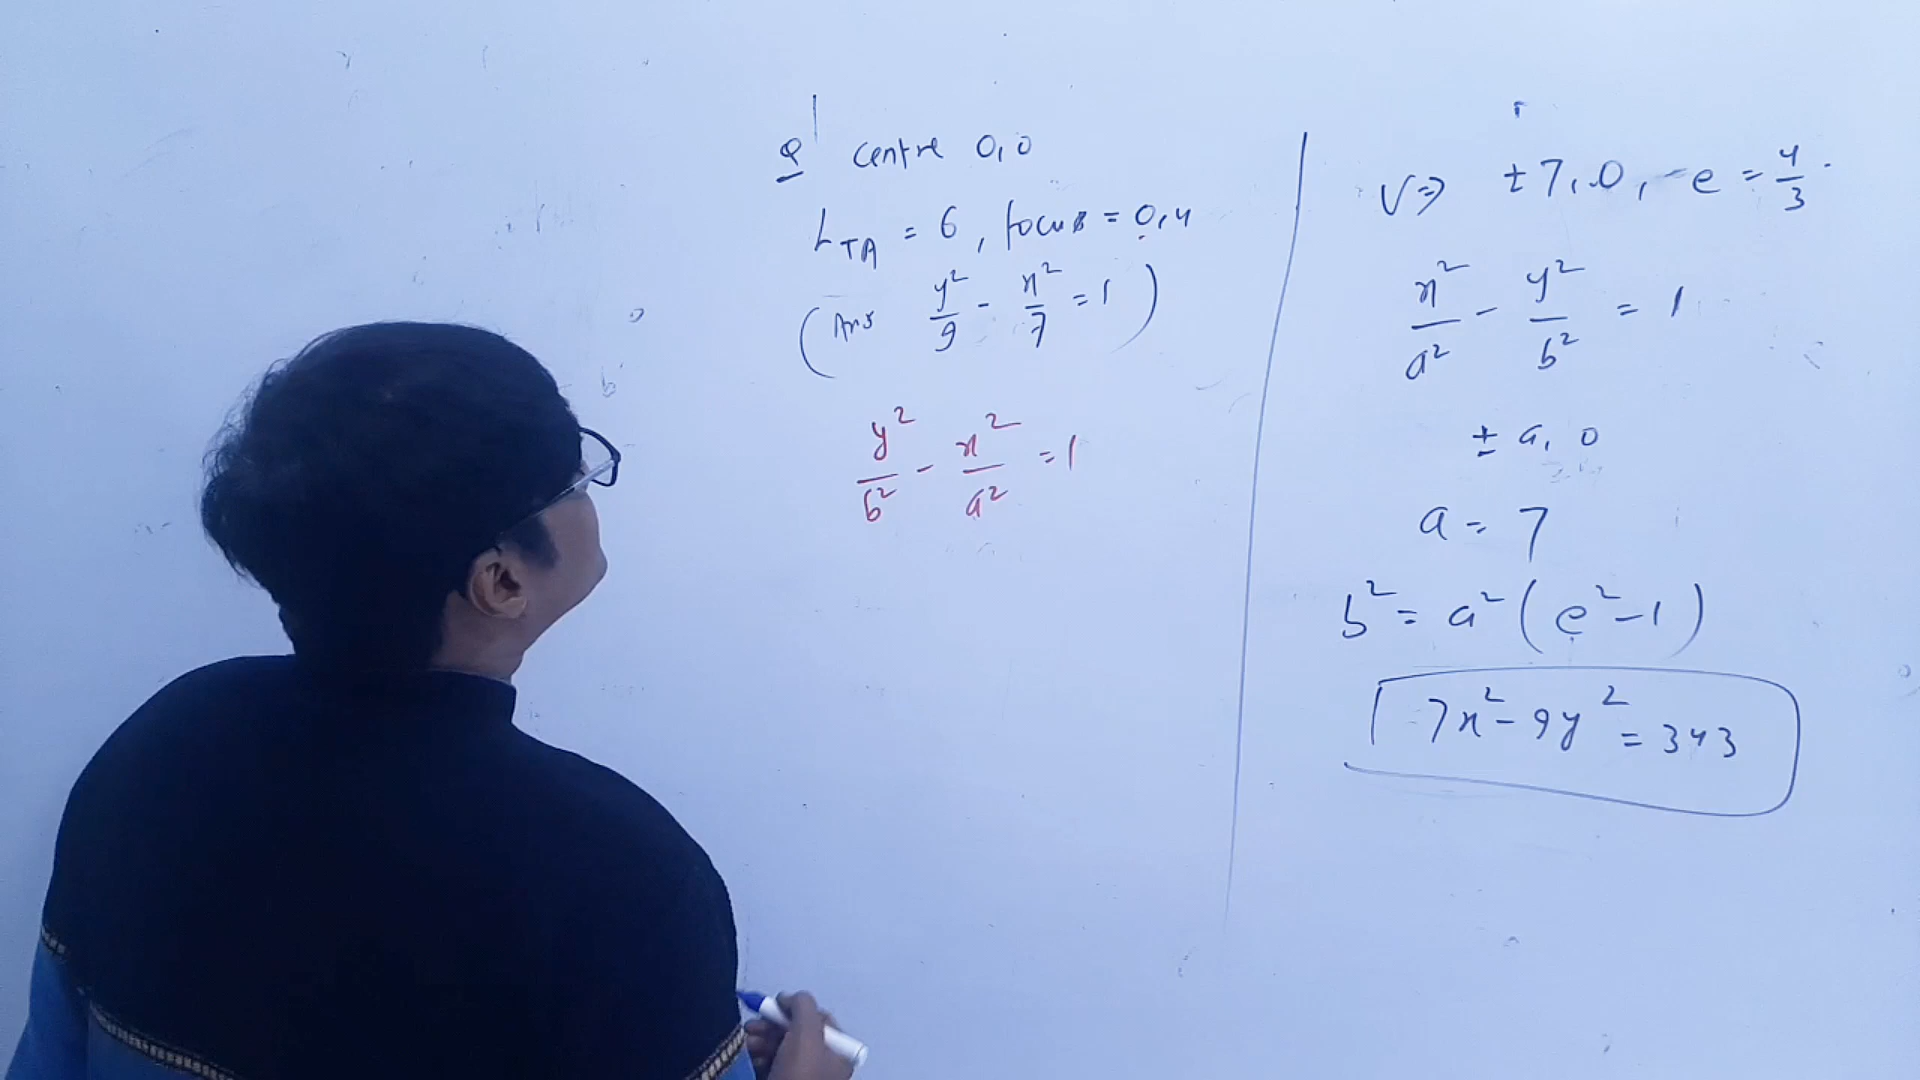 Q centre 0,0
L_TA = 6, focus = 0,4
(Ans y²/9 - x²/7 = 1)
y²/b² - x²/a² = 1
V ⇒ ±7,0, e = 4/3
x²/a² - y²/b² = 1
± a, 0
a = 7
b² = a² (e² - 1)
7x² - 9y² = 343